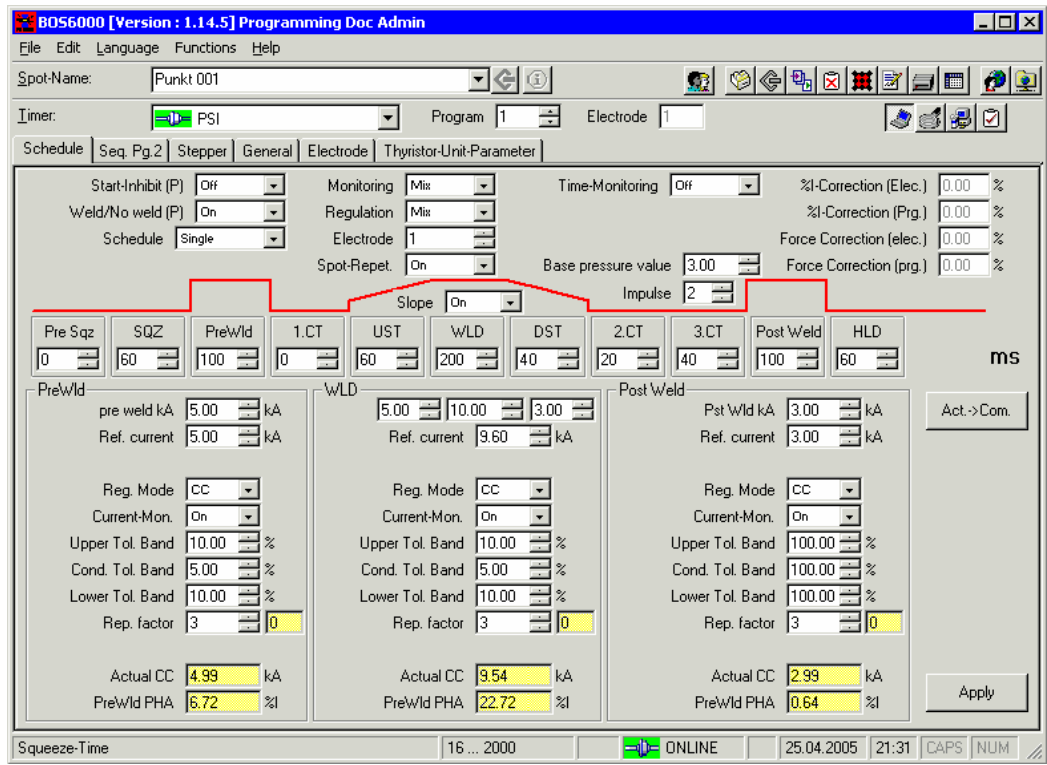 BOS6000 [Version : 1.14.5] Programming Doc Admin
File Edit Language Functions Help
Spot-Name: Punkt 001
Timer: PSI Program 1 Electrode 1
Schedule Seq. Pg.2 Stepper General Electrode Thyristor-Unit-Parameter
Start-Inhibit (P) Off Monitoring Mix Time-Monitoring Off %I-Correction (Elec.) 0.00 %
Weld/No weld (P) On Regulation Mix %I-Correction (Prg.) 0.00 %
Schedule Single Electrode 1 Force Correction (elec.) 0.00 %
Spot-Repet. On Base pressure value 3.00 Force Correction (prg.) 0.00 %
Slope On Impulse 2
Pre Sqz SQZ PreWld 1.CT UST WLD DST 2.CT 3.CT Post Weld HLD
0 60 100 0 60 200 40 20 40 100 60 ms
PreWld WLD Post Weld
pre weld kA 5.00 kA 5.00 10.00 3.00 Pst Wld kA 3.00 kA Act.->Com.
Ref. current 5.00 kA Ref. current 9.60 kA Ref. current 3.00 kA
Reg. Mode CC Reg. Mode CC Reg. Mode CC
Current-Mon. On Current-Mon. On Current-Mon. On
Upper Tol. Band 10.00 % Upper Tol. Band 10.00 % Upper Tol. Band 100.00 %
Cond. Tol. Band 5.00 % Cond. Tol. Band 5.00 % Cond. Tol. Band 100.00 %
Lower Tol. Band 10.00 % Lower Tol. Band 10.00 % Lower Tol. Band 100.00 %
Rep. factor 3 0 Rep. factor 3 0 Rep. factor 3 0
Actual CC 4.99 kA Actual CC 9.54 kA Actual CC 2.99 kA
PreWld PHA 6.72 %I PreWld PHA 22.72 %I PreWld PHA 0.64 %I Apply
Squeeze-Time 16 ... 2000 ONLINE 25.04.2005 21:31 CAPS NUM